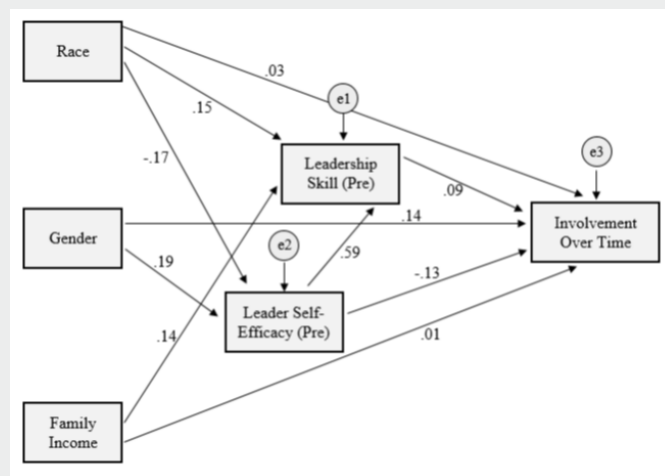 Race
.03
e1
.15
-.17
Leadership
Skill (Pre)
e3
.09
Gender
.14
Involvement
Over Time
e2
.19
.59
-.13
Leader Self-
Efficacy (Pre)
.14
.01
Family
Income